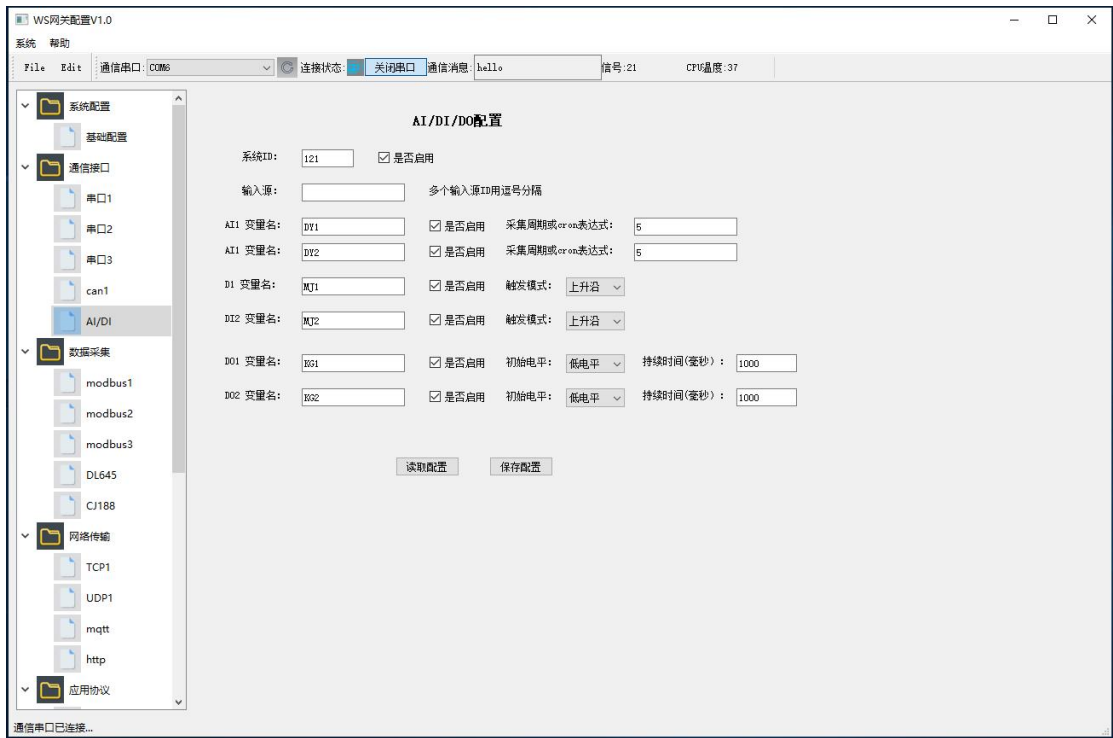 WS网关配置V1.0
系统 帮助
File Edit 通信串口: COM6 连接状态: 关闭串口 通信消息: hello 信号:21 CPU温度:37
系统配置
基础配置
通信接口
串口1
串口2
串口3
can1
AI/DI
数据采集
modbus1
modbus2
modbus3
DL645
CJ188
网络传输
TCP1
UDP1
mqtt
http
应用协议
AI/DI/DO配置
系统ID: 121 是否启用
输入源: 多个输入源ID用逗号分隔
AI1 变量名: DY1 是否启用 采集周期或cron表达式: 5
AI1 变量名: DY2 是否启用 采集周期或cron表达式: 5
D1 变量名: MJ1 是否启用 触发模式: 上升沿
DI2 变量名: MJ2 是否启用 触发模式: 上升沿
DO1 变量名: KG1 是否启用 初始电平: 低电平 持续时间(毫秒): 1000
DO2 变量名: KG2 是否启用 初始电平: 低电平 持续时间(毫秒): 1000
读取配置 保存配置
通信串口已连接...